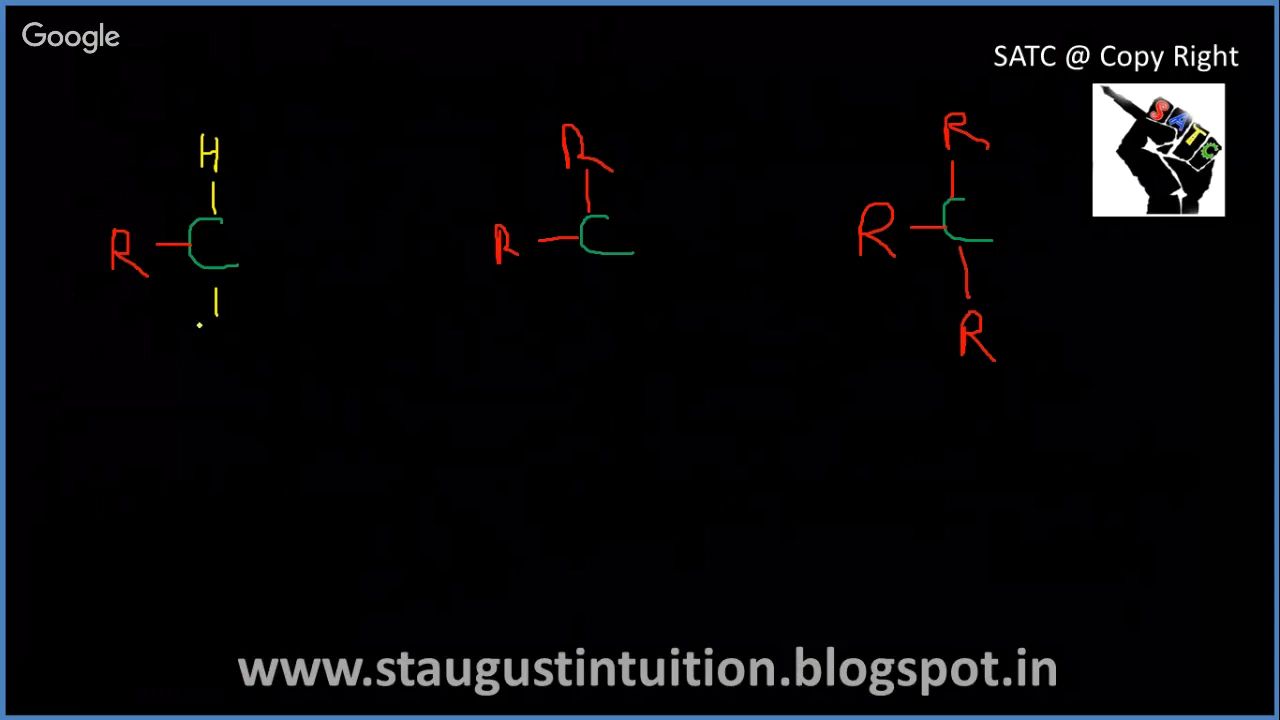 Google
SATC @ Copy Right
SATC
H
R
R
R - C
R - C
R - C
R
www.staugustintuition.blogspot.in